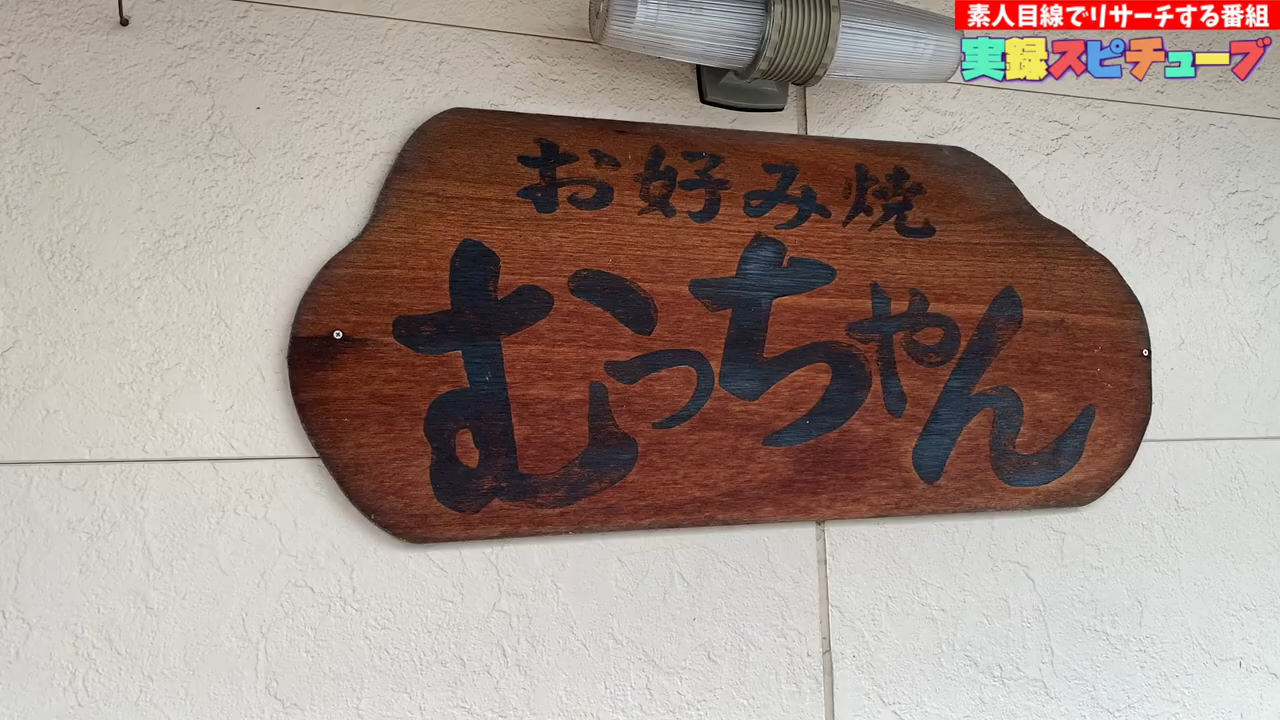 素人目線でリサーチする番組
実録スピチューブ
お好み焼
むっちゃん